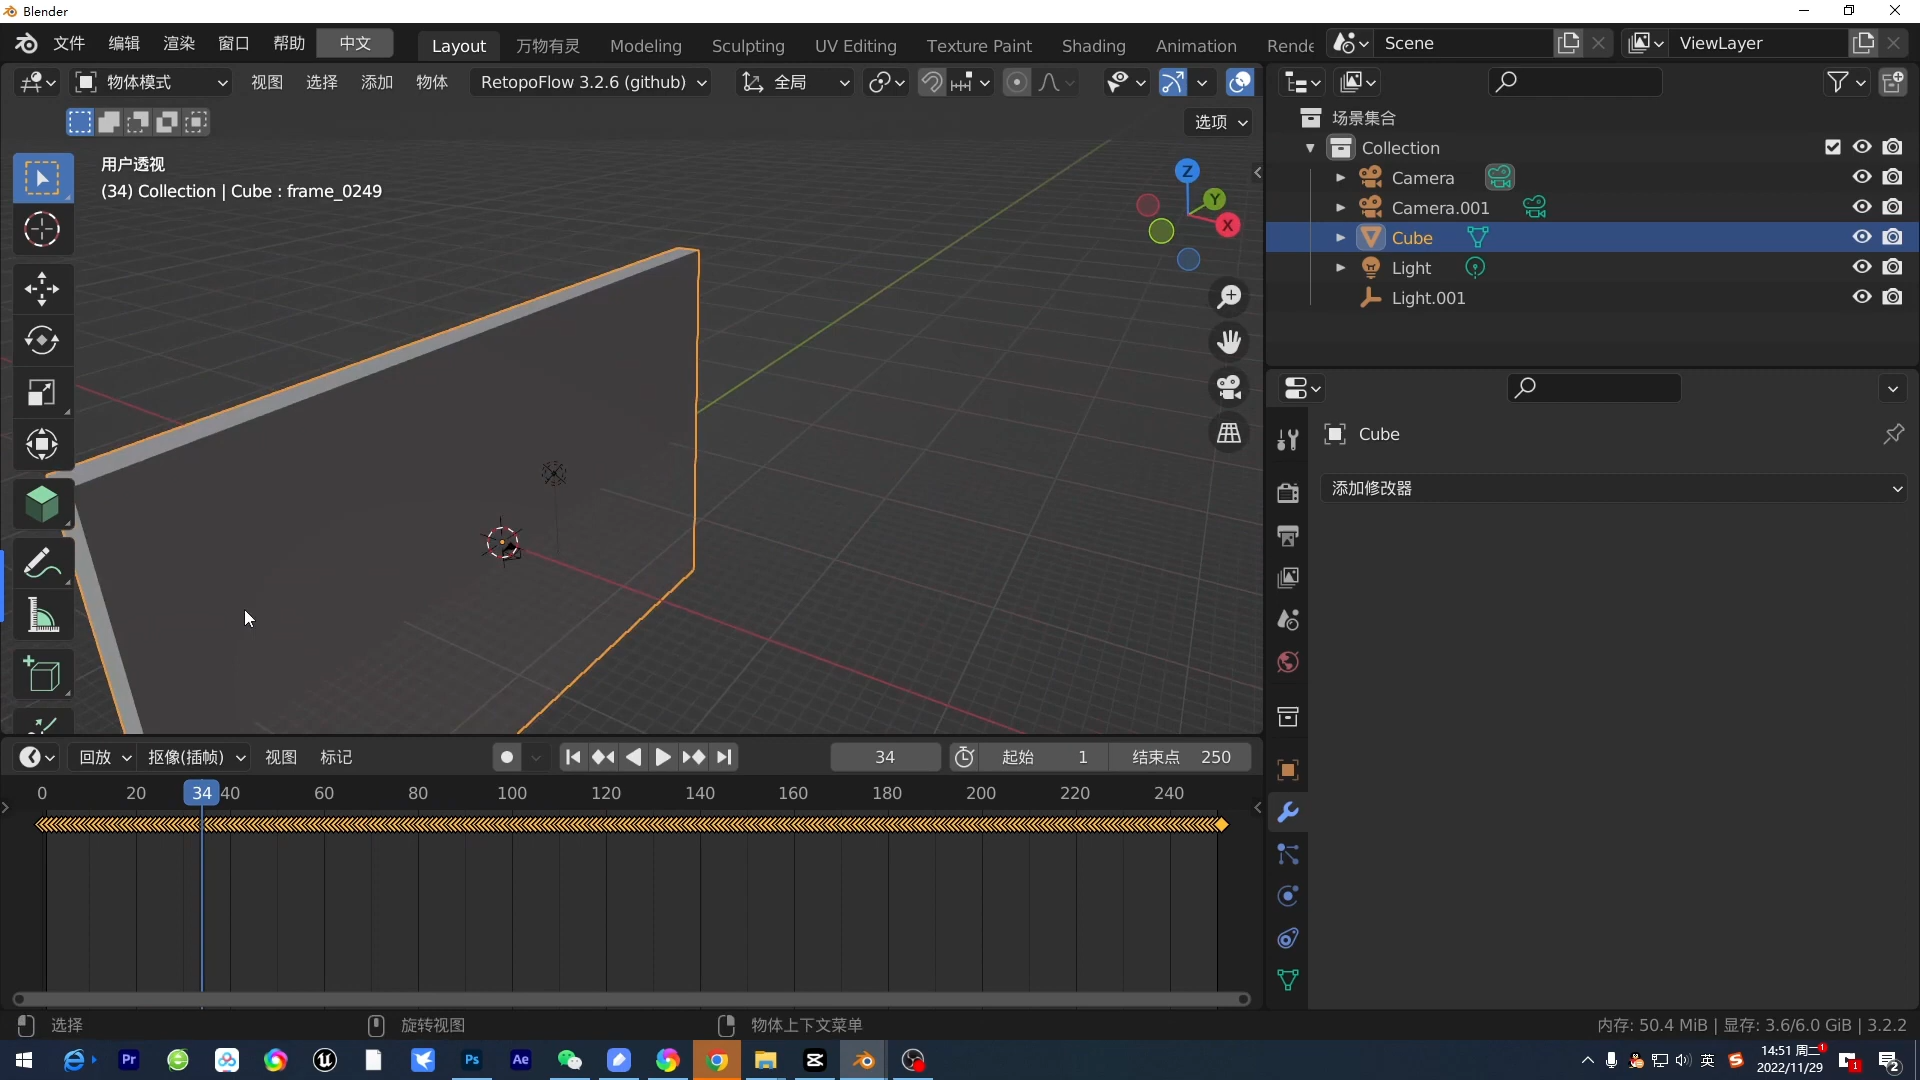 Blender
文件 编辑 渲染 窗口 帮助 中文 Layout 万物有灵 Modeling Sculpting UV Editing Texture Paint Shading Animation Rende Scene ViewLayer
物体模式 视图 选择 添加 物体 RetopoFlow 3.2.6 (github) 全局
选项
用户透视
(34) Collection | Cube : frame_0249
Z
Y
X
场景集合
Collection
Camera
Camera.001
Cube
Light
Light.001
Cube
添加修改器
回放 抠像(插帧) 视图 标记 34 起始 1 结束点 250
0 20 34 40 60 80 100 120 140 160 180 200 220 240
选择 旋转视图 物体上下文菜单 内存: 50.4 MiB | 显存: 3.6/6.0 GiB | 3.2.2
Pr Ps Ae 英 14:51 周二 1 1 2
2022/11/29